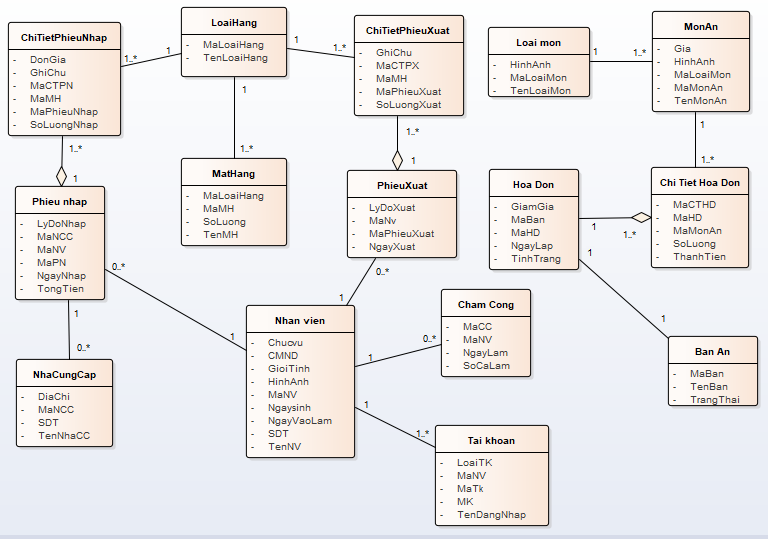 ChiTietPhieuNhap
- DonGia
- GhiChu
- MaCTPN
- MaMH
- MaPhieuNhap
- SoLuongNhap
1..*
1
LoaiHang
- MaLoaiHang
- TenLoaiHang
1
1..*
ChiTietPhieuXuat
- GhiChu
- MaCTPX
- MaMH
- MaPhieuXuat
- SoLuongXuat
Loai mon
- HinhAnh
- MaLoaiMon
- TenLoaiMon
1
1..*
MonAn
- Gia
- HinhAnh
- MaLoaiMon
- MaMonAn
- TenMonAn
1..*
1
1
1..*
1..*
1
1
1..*
Phieu nhap
- LyDoNhap
- MaNCC
- MaNV
- MaPN
- NgayNhap
- TongTien
MatHang
- MaLoaiHang
- MaMH
- SoLuong
- TenMH
PhieuXuat
- LyDoXuat
- MaNv
- MaPhieuXuat
- NgayXuat
Hoa Don
- GiamGia
- MaBan
- MaHD
- NgayLap
- TinhTrang
1
1..*
Chi Tiet Hoa Don
- MaCTHD
- MaHD
- MaMonAn
- SoLuong
- ThanhTien
0..*
1
0..*
1
1
1
1
0..*
NhaCungCap
- DiaChi
- MaNCC
- SDT
- TenNhaCC
Nhan vien
- Chucvu
- CMND
- GioiTinh
- HinhAnh
- MaNV
- Ngaysinh
- NgayVaoLam
- SDT
- TenNV
1
0..*
Cham Cong
- MaCC
- MaNV
- NgayLam
- SoCaLam
Ban An
- MaBan
- TenBan
- TrangThai
1
1..*
Tai khoan
- LoaiTK
- MaNV
- MaTk
- MK
- TenDangNhap